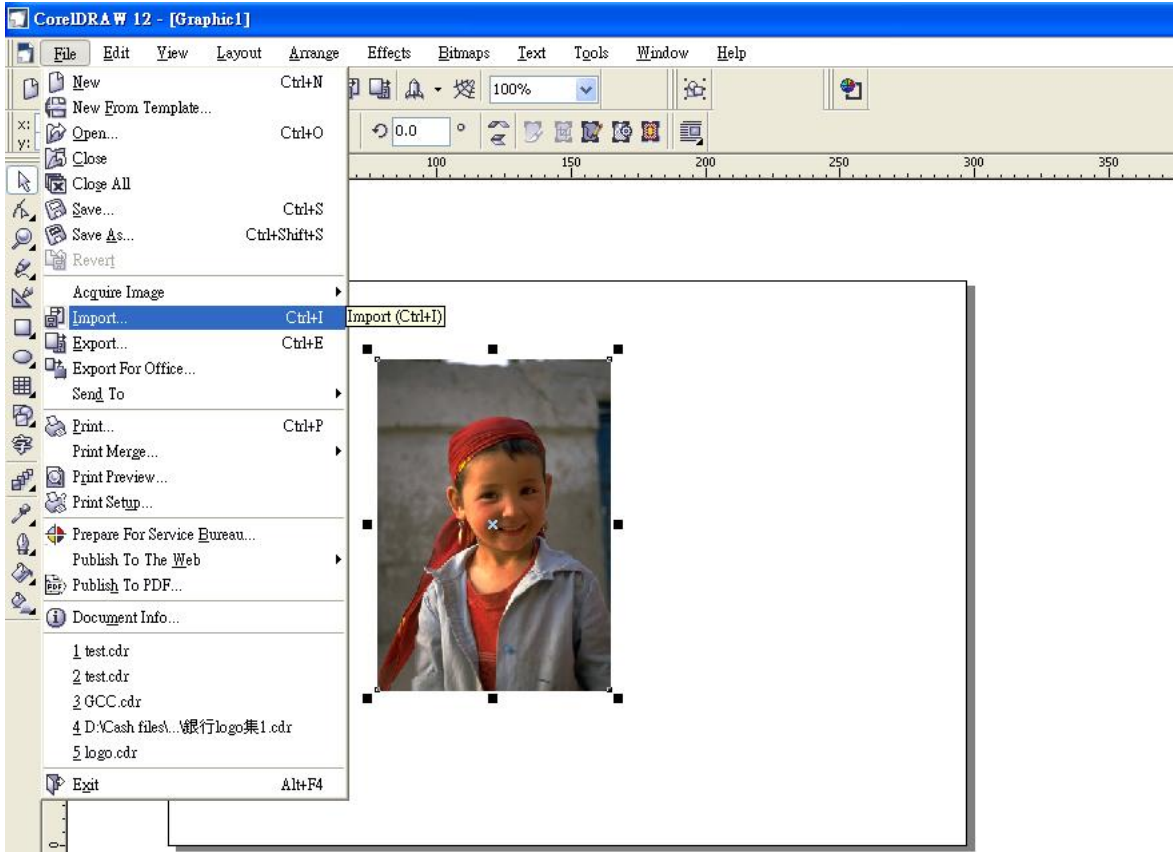 CorelDRAW 12 - [Graphic1]
File Edit View Layout Arrange Effects Bitmaps Text Tools Window Help
New Ctrl+N
New From Template...
Open... Ctrl+O
Close
Close All
Save... Ctrl+S
Save As... Ctrl+Shift+S
Revert
Acquire Image
Import... Ctrl+I
Export... Ctrl+E
Export For Office...
Send To
Print... Ctrl+P
Print Merge...
Print Preview...
Print Setup...
Prepare For Service Bureau...
Publish To The Web
Publish To PDF...
Document Info...
1 test.cdr
2 test.cdr
3 GCC.cdr
4 D:\Cash files\...\銀行logo集1.cdr
5 logo.cdr
Exit Alt+F4
100%
x:
y:
0.0 °
100 150 200 250 300 350
Import (Ctrl+I)
字
PDF
0